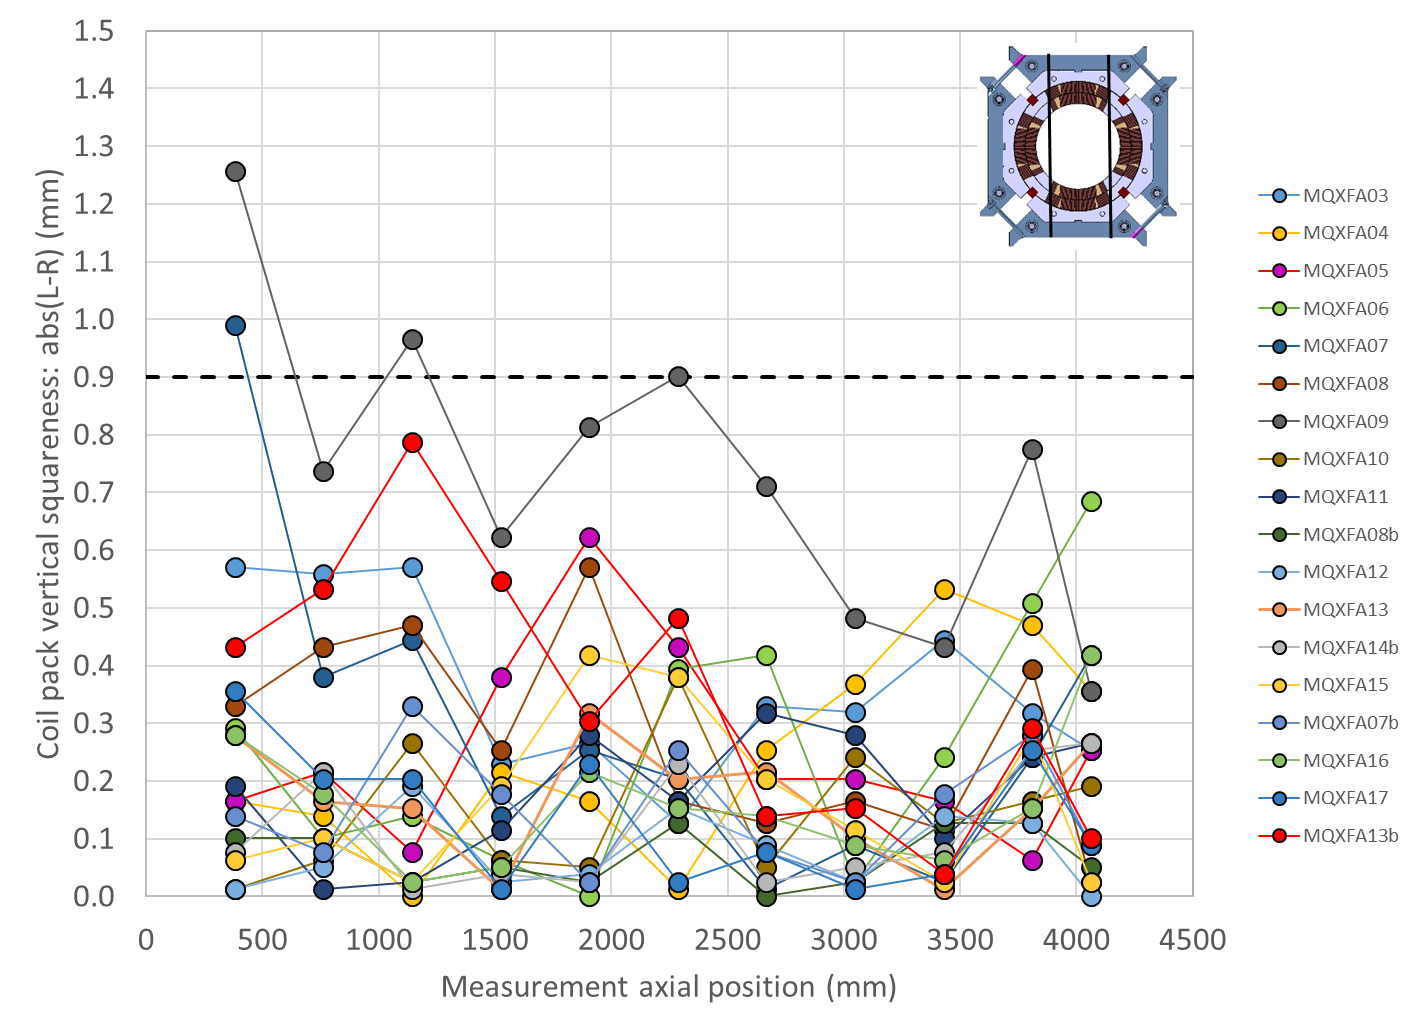 Coil pack vertical squareness: abs(L-R) (mm)
1.5
1.4
1.3
1.2
1.1
1.0
0.9
0.8
0.7
0.6
0.5
0.4
0.3
0.2
0.1
0.0
0 500 1000 1500 2000 2500 3000 3500 4000 4500
Measurement axial position (mm)
MQXFA03
MQXFA04
MQXFA05
MQXFA06
MQXFA07
MQXFA08
MQXFA09
MQXFA10
MQXFA11
MQXFA08b
MQXFA12
MQXFA13
MQXFA14b
MQXFA15
MQXFA07b
MQXFA16
MQXFA17
MQXFA13b